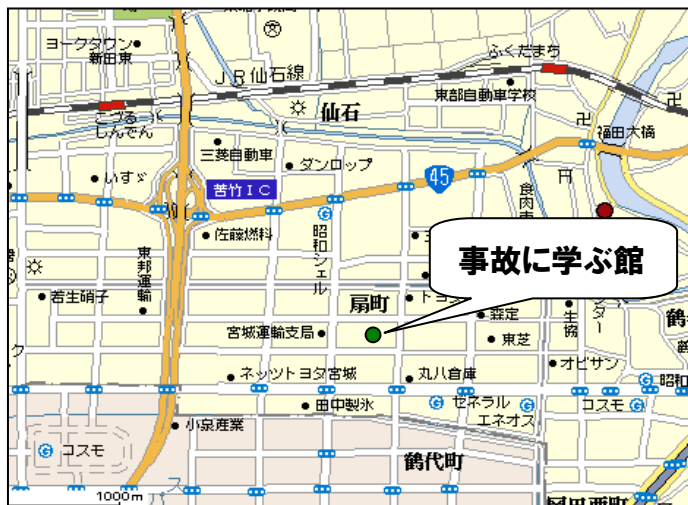 ヨークタウン
新田東
ふくだまち
JR仙石線
東部自動車学校
仙石
こづる
しんでん
福田大橋
三菱自動車
ダンロップ
いすゞ
苦竹IC
45
佐藤燃料
昭和シェル
東邦運輸
事故に学ぶ館
若生硝子
扇町
トヨタ
森定
生協
宮城運輸支局
東芝
オビサン
ネッツトヨタ宮城
丸八倉庫
昭和
田中製氷
セネラル
エネオス
コスモ
小泉産業
コスモ
鶴代町
1000m